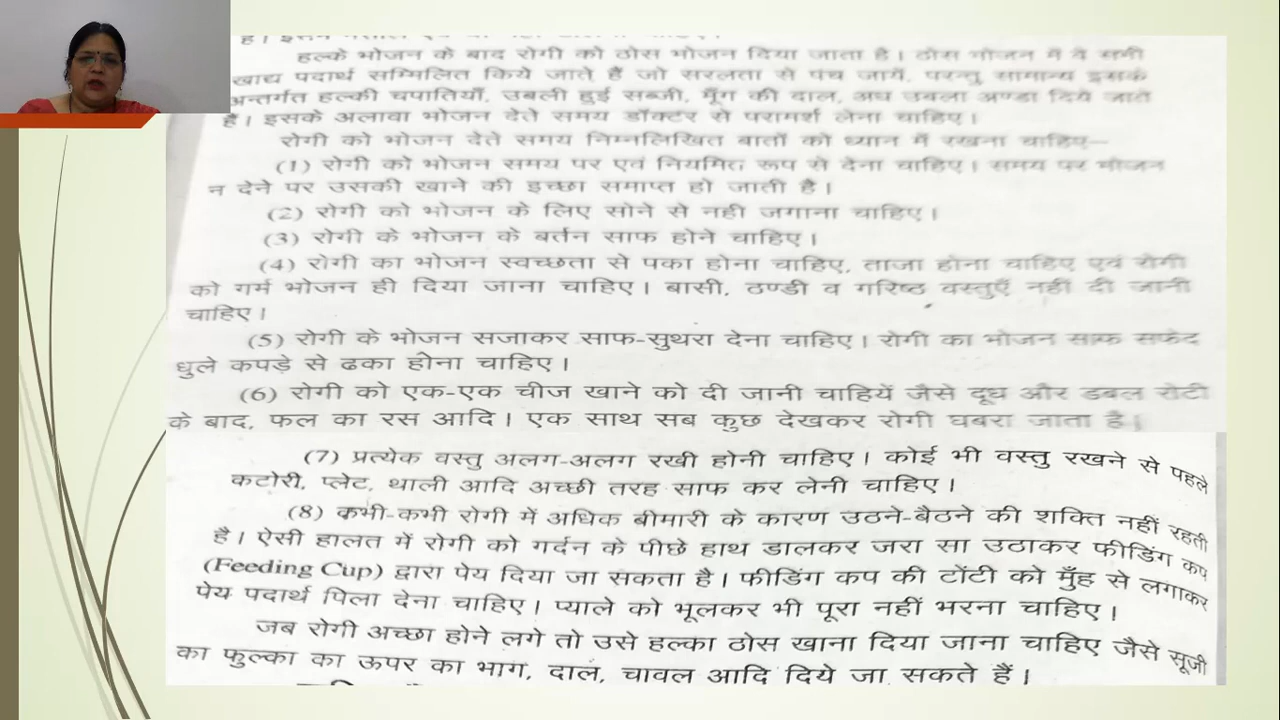 हल्के भोजन के बाद रोगी को ठोस भोजन दिया जाता है। ठोस भोजन में वे सभी
खाद्य पदार्थ सम्मिलित किये जाते हैं जो सरलता से पंच जायें, परन्तु सामान्य इसके
अन्तर्गत हल्की चपातियाँ, उबली हुई सब्जी, मूँग की दाल, अध उबला अण्डा दिये जाते
हैं। इसके अलावा भोजन देते समय डॉक्टर से परामर्श लेना चाहिए।
रोगी को भोजन देते समय निम्नलिखित बातों को ध्यान में रखना चाहिए–
(1) रोगी को भोजन समय पर एवं नियमित रूप से देना चाहिए। समय पर भोजन
न देने पर उसकी खाने की इच्छा समाप्त हो जाती है।
(2) रोगी को भोजन के लिए सोने से नही जगाना चाहिए।
(3) रोगी के भोजन के बर्तन साफ होने चाहिए।
(4) रोगी का भोजन स्वच्छता से पका होना चाहिए, ताजा होना चाहिए एवं रोगी
को गर्म भोजन ही दिया जाना चाहिए। बासी, ठण्डी व गरिष्ठ वस्तुएँ नहीं दी जानी
चाहिए।
(5) रोगी के भोजन सजाकर साफ-सुथरा देना चाहिए। रोगी का भोजन साफ सफेद
धुले कपड़े से ढका होना चाहिए।
(6) रोगी को एक-एक चीज खाने को दी जानी चाहियें जैसे दूध और डबल रोटी
के बाद, फल का रस आदि। एक साथ सब कुछ देखकर रोगी घबरा जाता है।
(7) प्रत्येक वस्तु अलग-अलग रखी होनी चाहिए। कोई भी वस्तु रखने से पहले
कटोरी, प्लेट, थाली आदि अच्छी तरह साफ कर लेनी चाहिए।
(8) कभी-कभी रोगी में अधिक बीमारी के कारण उठने-बैठने की शक्ति नहीं रहती
है। ऐसी हालत में रोगी को गर्दन के पीछे हाथ डालकर जरा सा उठाकर फीडिंग कप
(Feeding Cup) द्वारा पेय दिया जा सकता है। फीडिंग कप की टोंटी को मुँह से लगाकर
पेय पदार्थ पिला देना चाहिए। प्याले को भूलकर भी पूरा नहीं भरना चाहिए।
जब रोगी अच्छा होने लगे तो उसे हल्का ठोस खाना दिया जाना चाहिए जैसे सूजी
का फुल्का का ऊपर का भाग, दाल, चावल आदि दिये जा सकते हैं।